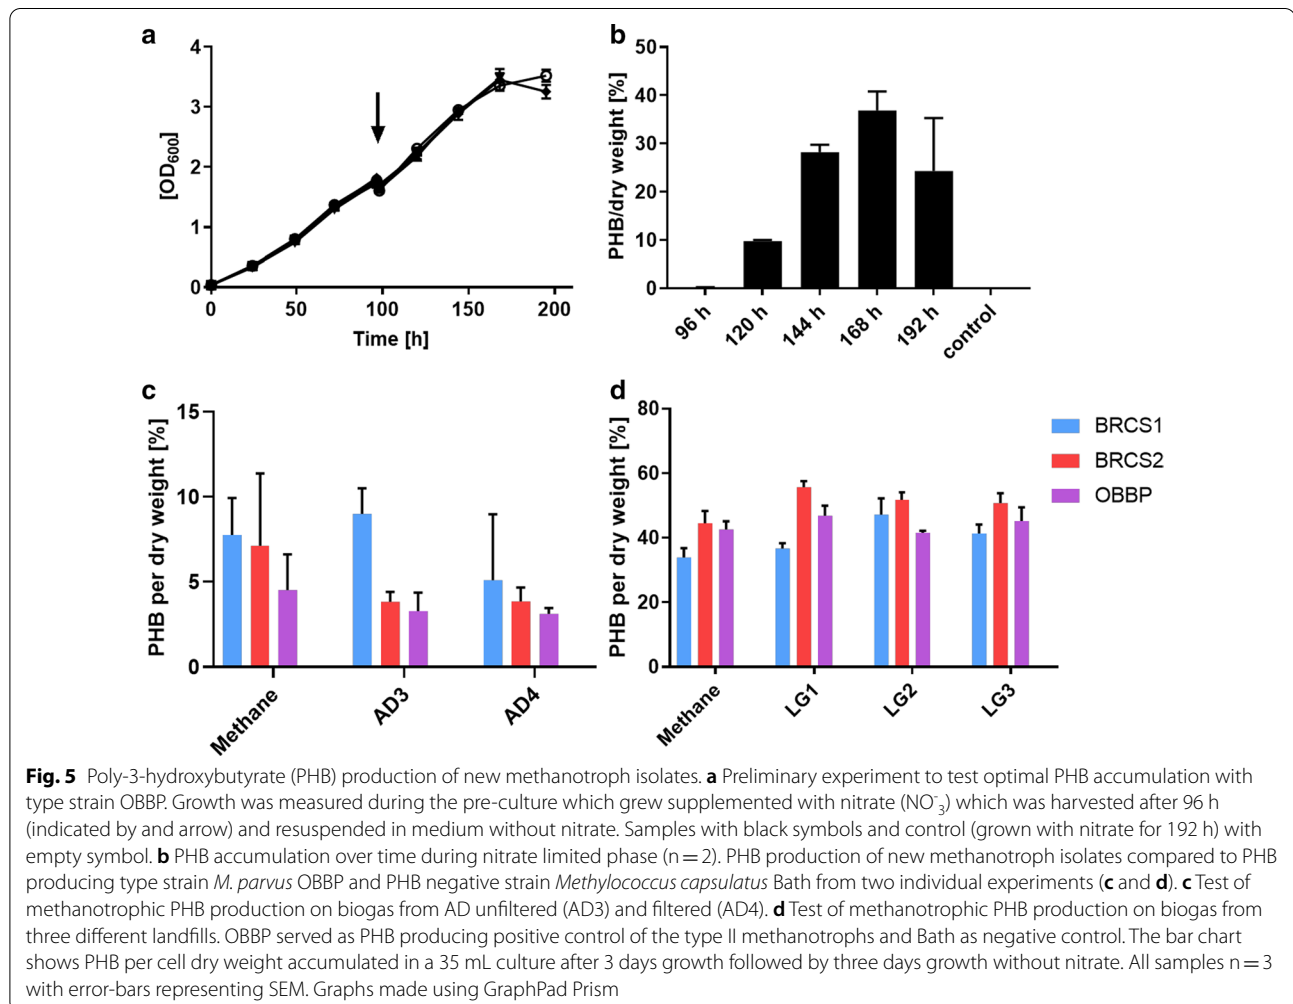 a
[OD600]
4
3
2
1
0
0
50
100
150
200
Time [h]
b
PHB/dry weight [%]
50
40
30
20
10
0
96 h
120 h
144 h
168 h
192 h
control
c
PHB per dry weight [%]
15
10
5
0
Methane
AD3
AD4
d
PHB per dry weight [%]
80
60
40
20
0
Methane
LG1
LG2
LG3
BRCS1
BRCS2
OBBP
Fig. 5 Poly-3-hydroxybutyrate (PHB) production of new methanotroph isolates. a Preliminary experiment to test optimal PHB accumulation with
type strain OBBP. Growth was measured during the pre-culture which grew supplemented with nitrate (NO⁻₃) which was harvested after 96 h
(indicated by and arrow) and resuspended in medium without nitrate. Samples with black symbols and control (grown with nitrate for 192 h) with
empty symbol. b PHB accumulation over time during nitrate limited phase (n = 2). PHB production of new methanotroph isolates compared to PHB
producing type strain M. parvus OBBP and PHB negative strain Methylococcus capsulatus Bath from two individual experiments (c and d). c Test of
methanotrophic PHB production on biogas from AD unfiltered (AD3) and filtered (AD4). d Test of methanotrophic PHB production on biogas from
three different landfills. OBBP served as PHB producing positive control of the type II methanotrophs and Bath as negative control. The bar chart
shows PHB per cell dry weight accumulated in a 35 mL culture after 3 days growth followed by three days growth without nitrate. All samples n = 3
with error-bars representing SEM. Graphs made using GraphPad Prism